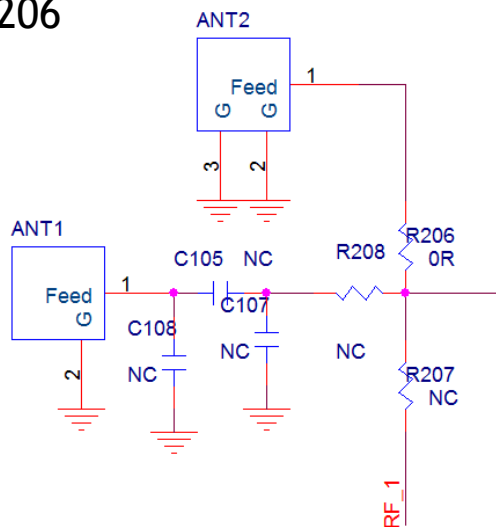 206
ANT2
1
Feed
G
G
3
2
ANT1
1
Feed
G
2
C105
NC
C107
NC
C108
NC
R208
NC
R206
0R
R207
NC
RF_1